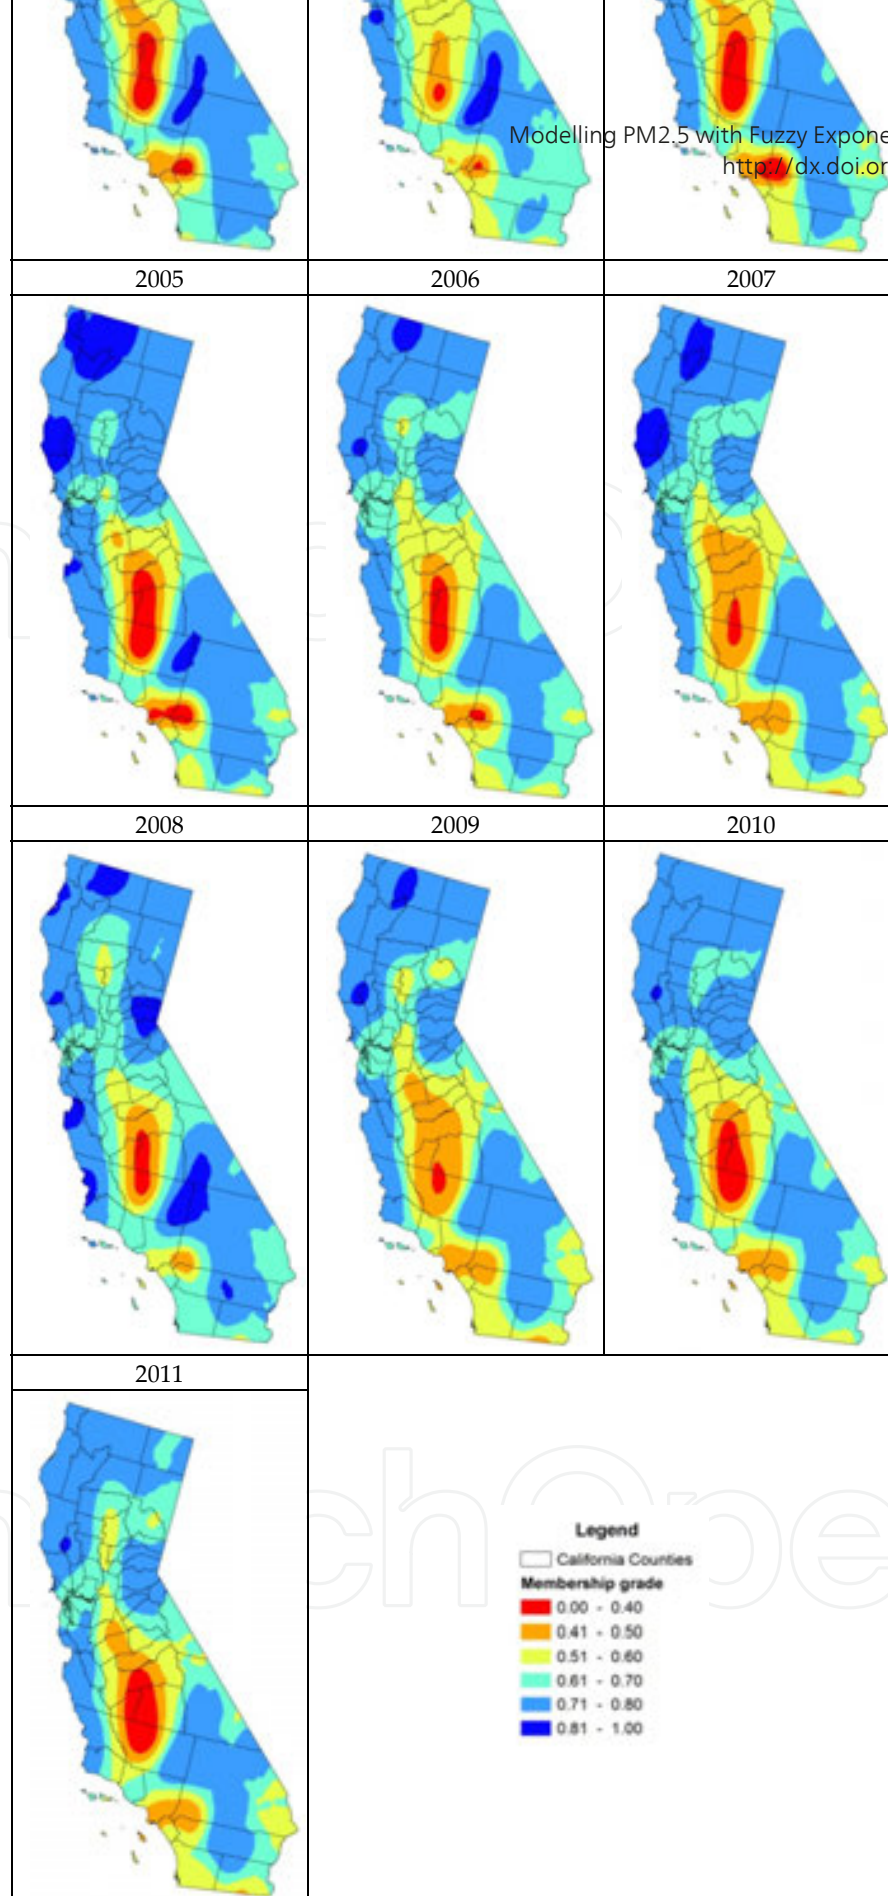 Modelling PM2.5 with Fuzzy Expone
http://dx.doi.or
2005 2006 2007
2008 2009 2010
2011
Legend
California Counties
Membership grade
0.00 - 0.40
0.41 - 0.50
0.51 - 0.60
0.61 - 0.70
0.71 - 0.80
0.81 - 1.00